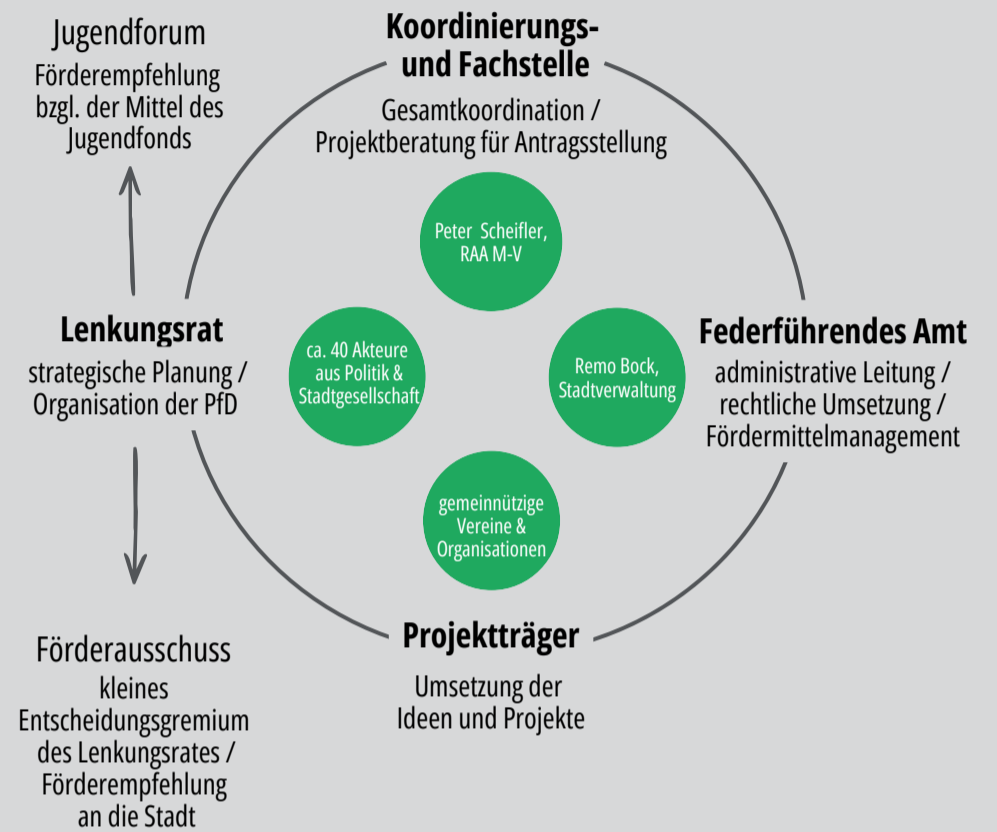 Jugendforum
Förderempfehlung
bzgl. der Mittel des
Jugendfonds
Koordinierungs-
und Fachstelle
Gesamtkoordination /
Projektberatung für Antragsstellung
Peter Scheifler,
RAA M-V
Lenkungsrat
strategische Planung /
Organisation der PfD
ca. 40 Akteure
aus Politik &
Stadtgesellschaft
Remo Bock,
Stadtverwaltung
Federführendes Amt
administrative Leitung /
rechtliche Umsetzung /
Fördermittelmanagement
gemeinnützige
Vereine &
Organisationen
Projektträger
Umsetzung der
Ideen und Projekte
Förderausschuss
kleines
Entscheidungsgremium
des Lenkungsrates /
Förderempfehlung
an die Stadt